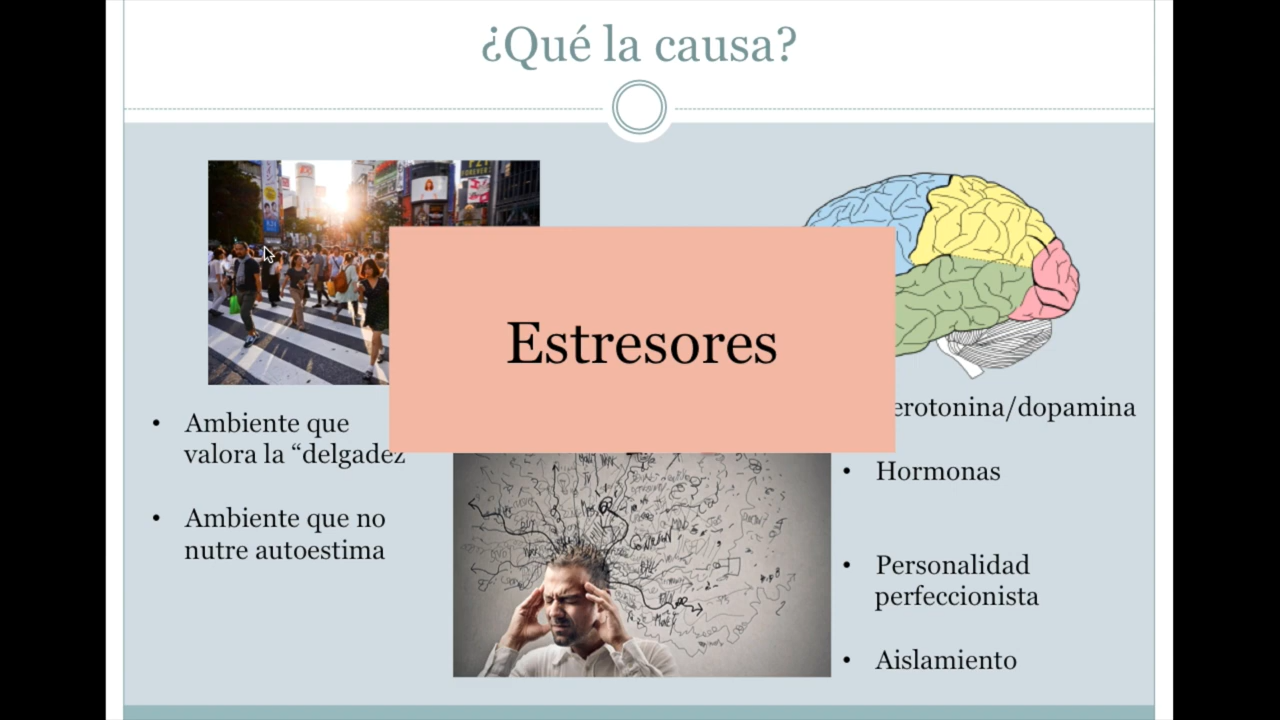 ¿Qué la causa?
Estresores
• Ambiente que
valora la “delgadez
• Ambiente que no
nutre autoestima
erotonina/dopamina
• Hormonas
• Personalidad
perfeccionista
• Aislamiento